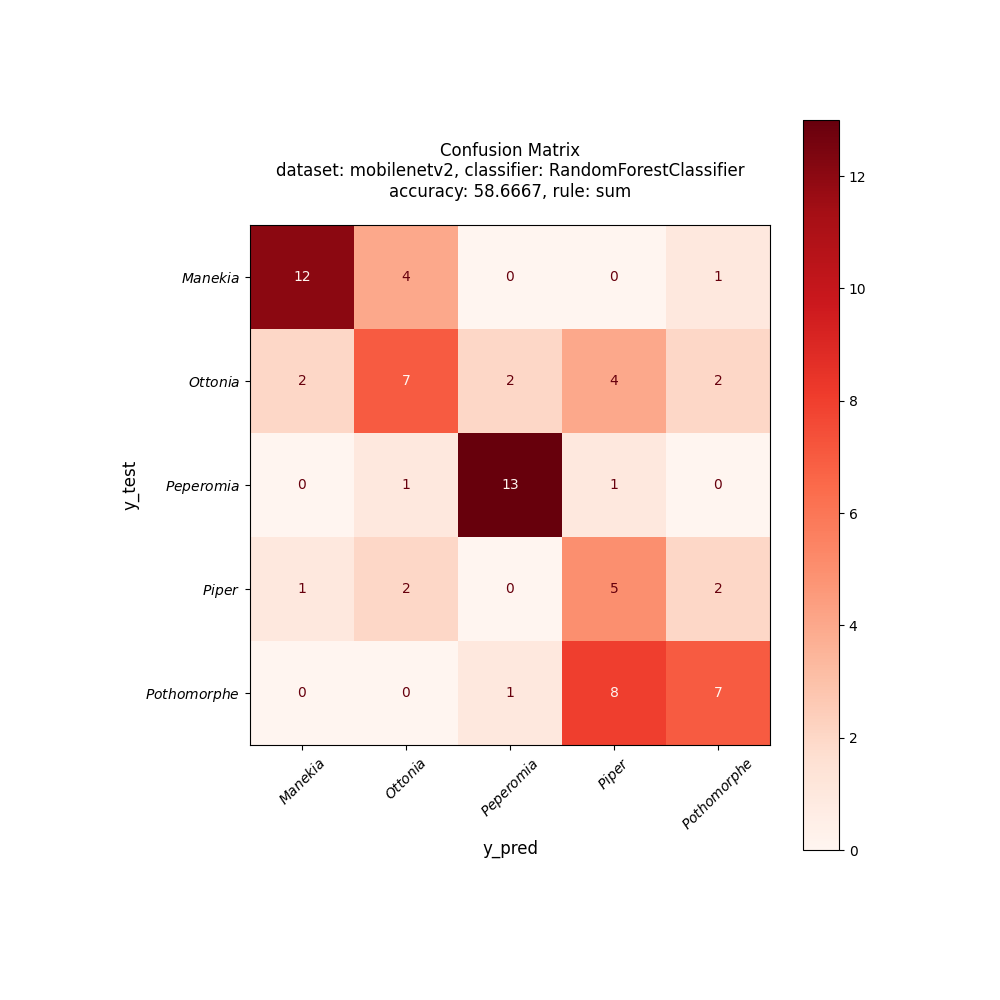 Confusion Matrix
dataset: mobilenetv2, classifier: RandomForestClassifier
accuracy: 58.6667, rule: sum
Manekia 12 4 0 0 1
Ottonia 2 7 2 4 2
Peperomia 0 1 13 1 0
Piper 1 2 0 5 2
Pothomorphe 0 0 1 8 7
y_test
Manekia Ottonia Peperomia Piper Pothomorphe
y_pred
12
10
8
6
4
2
0